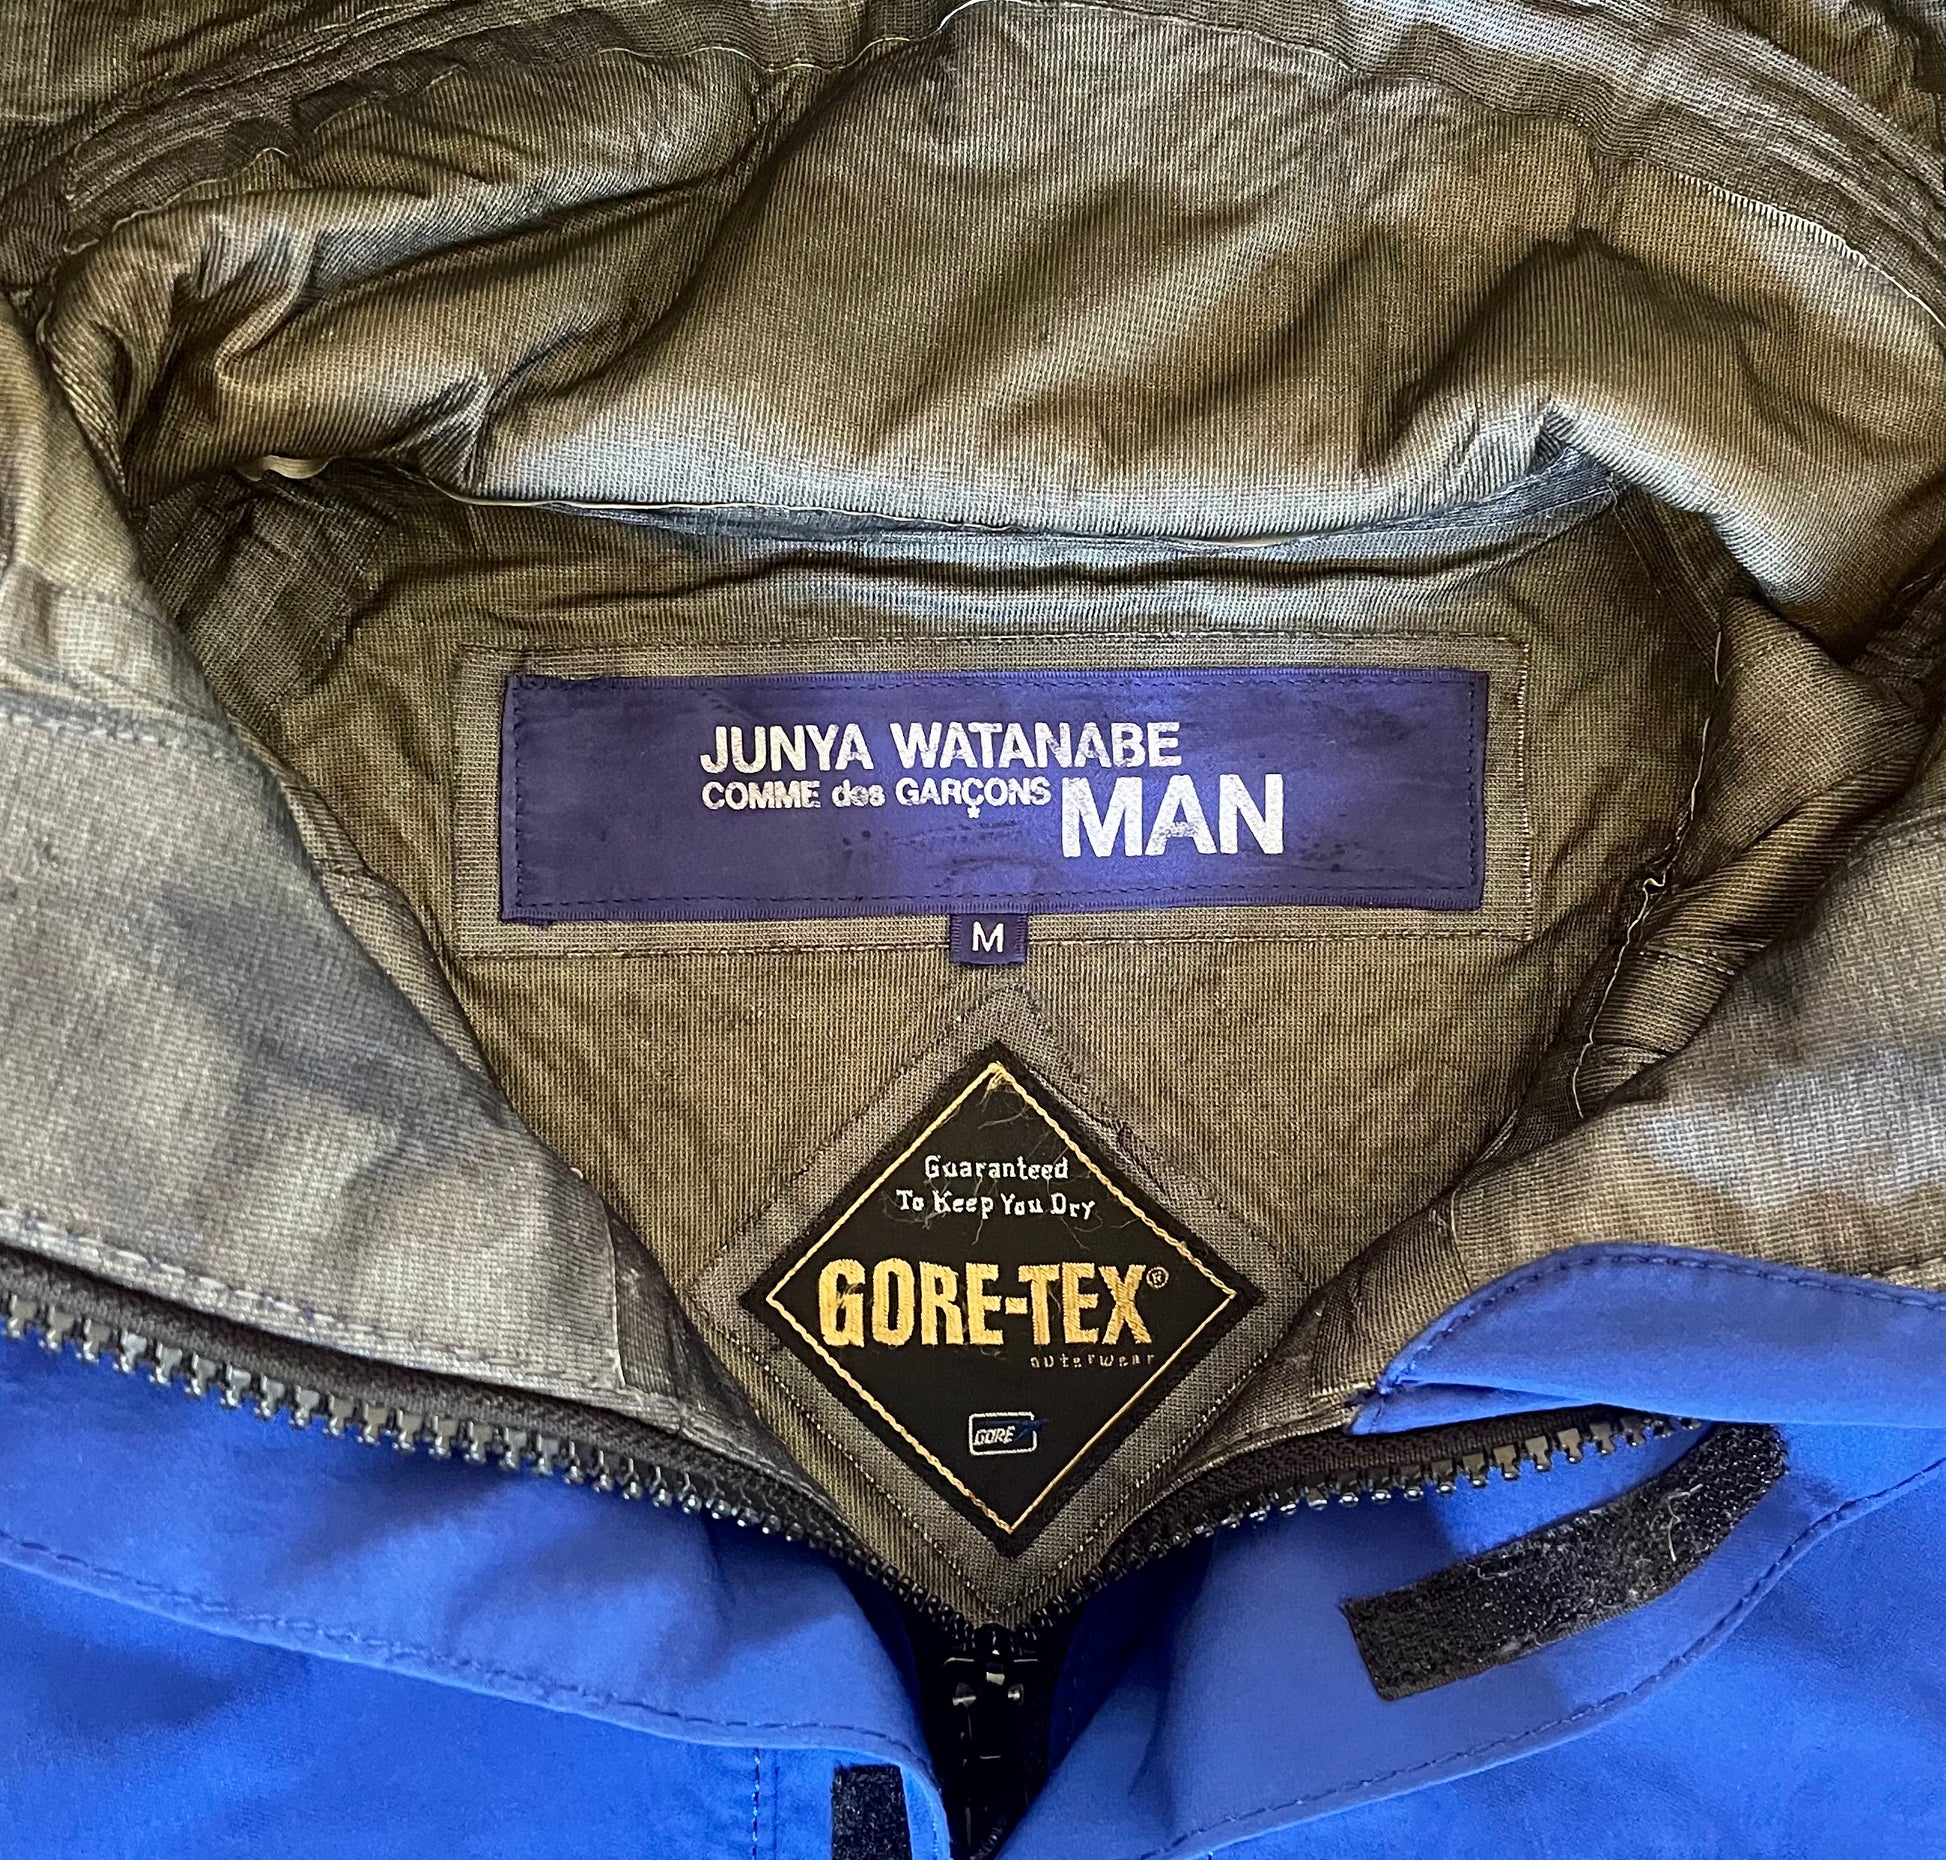 JUNYA WATANABE
COMME des GARÇONS MAN
M
Guaranteed
To Keep You Dry
GORE-TEX®
outerwear
GORE